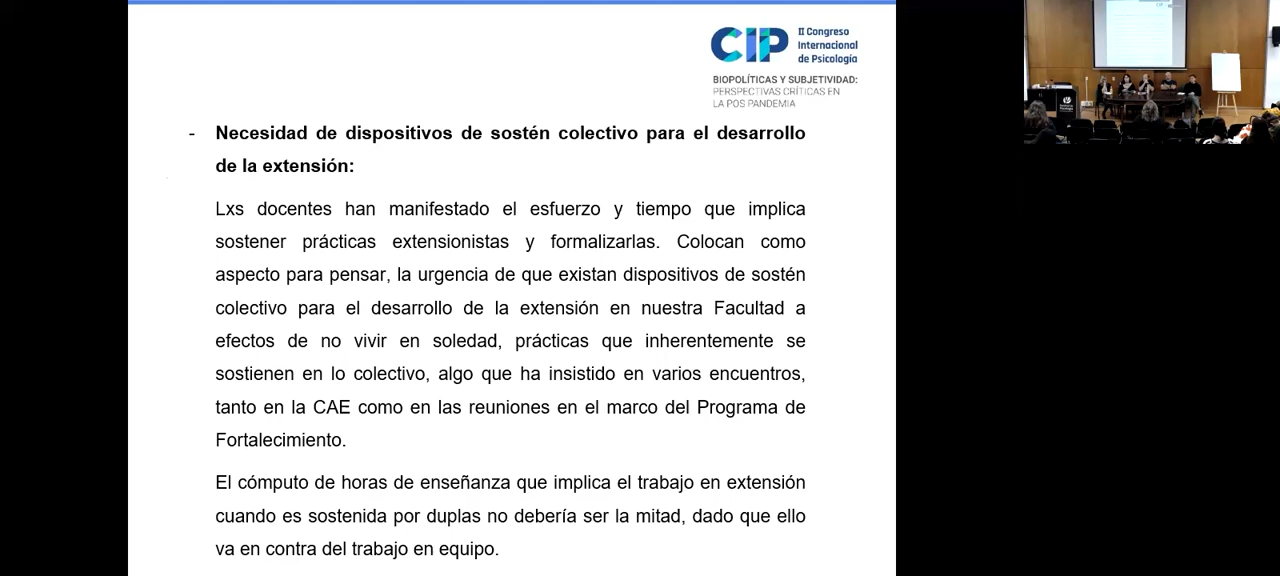 CIP
II Congreso
Internacional
de Psicología
BIOPOLÍTICAS Y SUBJETIVIDAD:
PERSPECTIVAS CRÍTICAS EN
LA POS PANDEMIA
- Necesidad de dispositivos de sostén colectivo para el desarrollo
de la extensión:
Lxs docentes han manifestado el esfuerzo y tiempo que implica
sostener prácticas extensionistas y formalizarlas. Colocan como
aspecto para pensar, la urgencia de que existan dispositivos de sostén
colectivo para el desarrollo de la extensión en nuestra Facultad a
efectos de no vivir en soledad, prácticas que inherentemente se
sostienen en lo colectivo, algo que ha insistido en varios encuentros,
tanto en la CAE como en las reuniones en el marco del Programa de
Fortalecimiento.
El cómputo de horas de enseñanza que implica el trabajo en extensión
cuando es sostenida por duplas no debería ser la mitad, dado que ello
va en contra del trabajo en equipo.